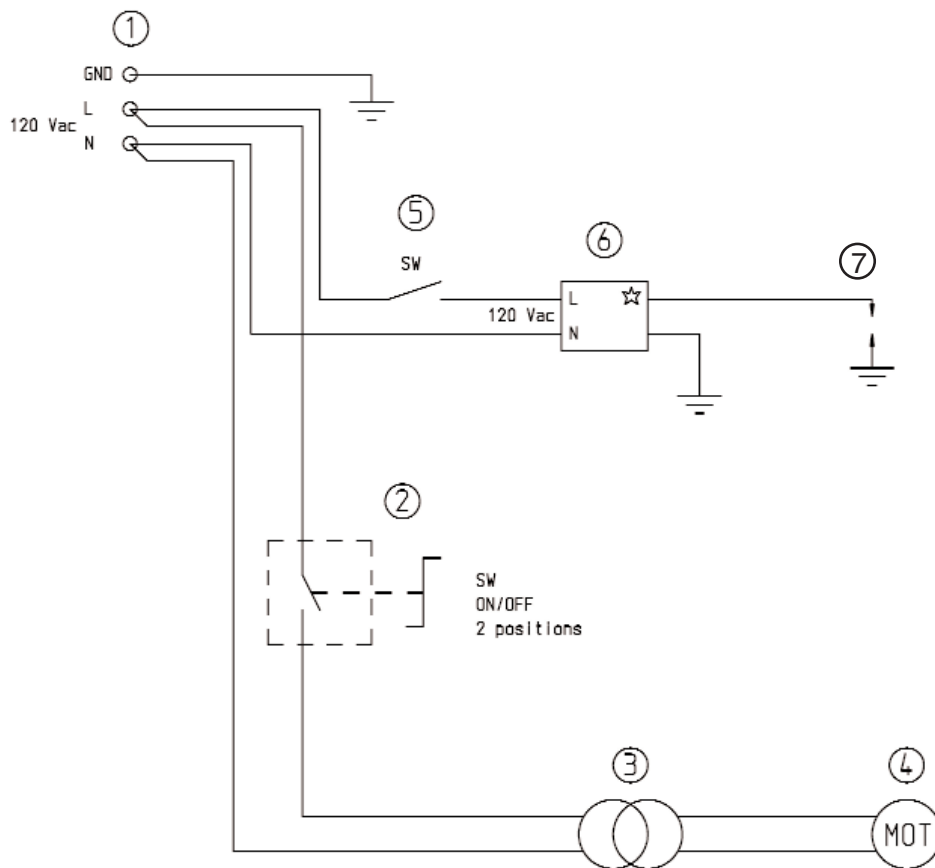 1
GND
L
120 Vac
N
5
SW
6
7
L
120 Vac
N
2
SW
ON/OFF
2 positions
3
4
MOT